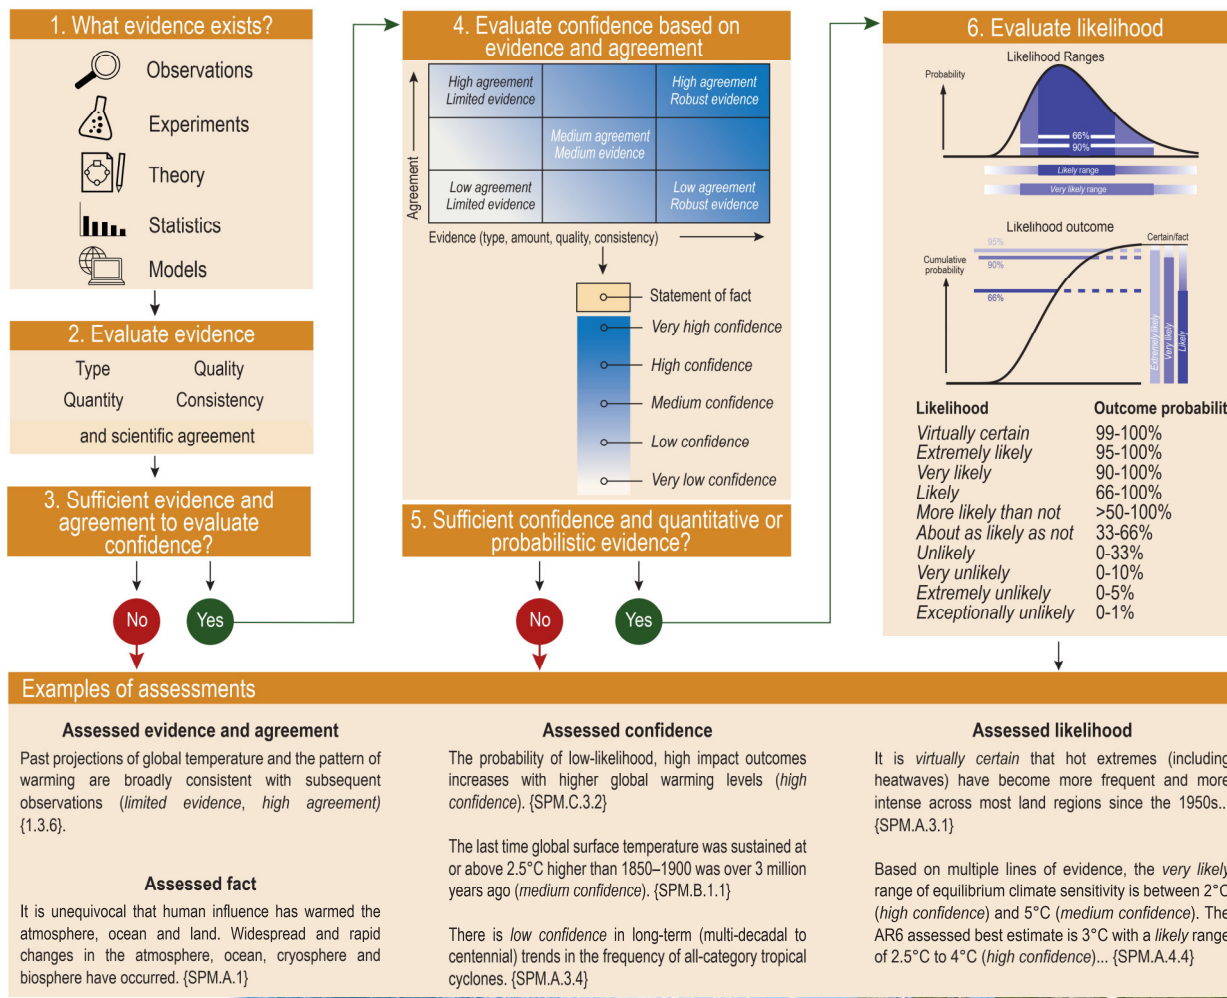 1. What evidence exists?
Observations
Experiments
Theory
Statistics
Models
2. Evaluate evidence
Type Quality
Quantity Consistency
and scientific agreement
3. Sufficient evidence and
agreement to evaluate
confidence?
No Yes
4. Evaluate confidence based on
evidence and agreement
Agreement
High agreement
Limited evidence
High agreement
Robust evidence
Medium agreement
Medium evidence
Low agreement
Limited evidence
Low agreement
Robust evidence
Evidence (type, amount, quality, consistency)
Statement of fact
Very high confidence
High confidence
Medium confidence
Low confidence
Very low confidence
5. Sufficient confidence and quantitative or
probabilistic evidence?
No Yes
6. Evaluate likelihood
Likelihood Ranges
Probability
66%
90%
Likely range
Very likely range
Likelihood outcome
Certain/fact
Cumulative
probability
95%
90%
66%
Extremely likely
Very likely
Likely
Likelihood Outcome probabilit
Virtually certain 99-100%
Extremely likely 95-100%
Very likely 90-100%
Likely 66-100%
More likely than not >50-100%
About as likely as not 33-66%
Unlikely 0-33%
Very unlikely 0-10%
Extremely unlikely 0-5%
Exceptionally unlikely 0-1%
Examples of assessments
Assessed evidence and agreement
Past projections of global temperature and the pattern of
warming are broadly consistent with subsequent
observations (limited evidence, high agreement)
{1.3.6}.
Assessed fact
It is unequivocal that human influence has warmed the
atmosphere, ocean and land. Widespread and rapid
changes in the atmosphere, ocean, cryosphere and
biosphere have occurred. {SPM.A.1}
Assessed confidence
The probability of low-likelihood, high impact outcomes
increases with higher global warming levels (high
confidence). {SPM.C.3.2}
The last time global surface temperature was sustained at
or above 2.5°C higher than 1850–1900 was over 3 million
years ago (medium confidence). {SPM.B.1.1}
There is low confidence in long-term (multi-decadal to
centennial) trends in the frequency of all-category tropical
cyclones. {SPM.A.3.4}
Assessed likelihood
It is virtually certain that hot extremes (including
heatwaves) have become more frequent and more
intense across most land regions since the 1950s...
{SPM.A.3.1}
Based on multiple lines of evidence, the very likely
range of equilibrium climate sensitivity is between 2°C
(high confidence) and 5°C (medium confidence). The
AR6 assessed best estimate is 3°C with a likely range
of 2.5°C to 4°C (high confidence)... {SPM.A.4.4}